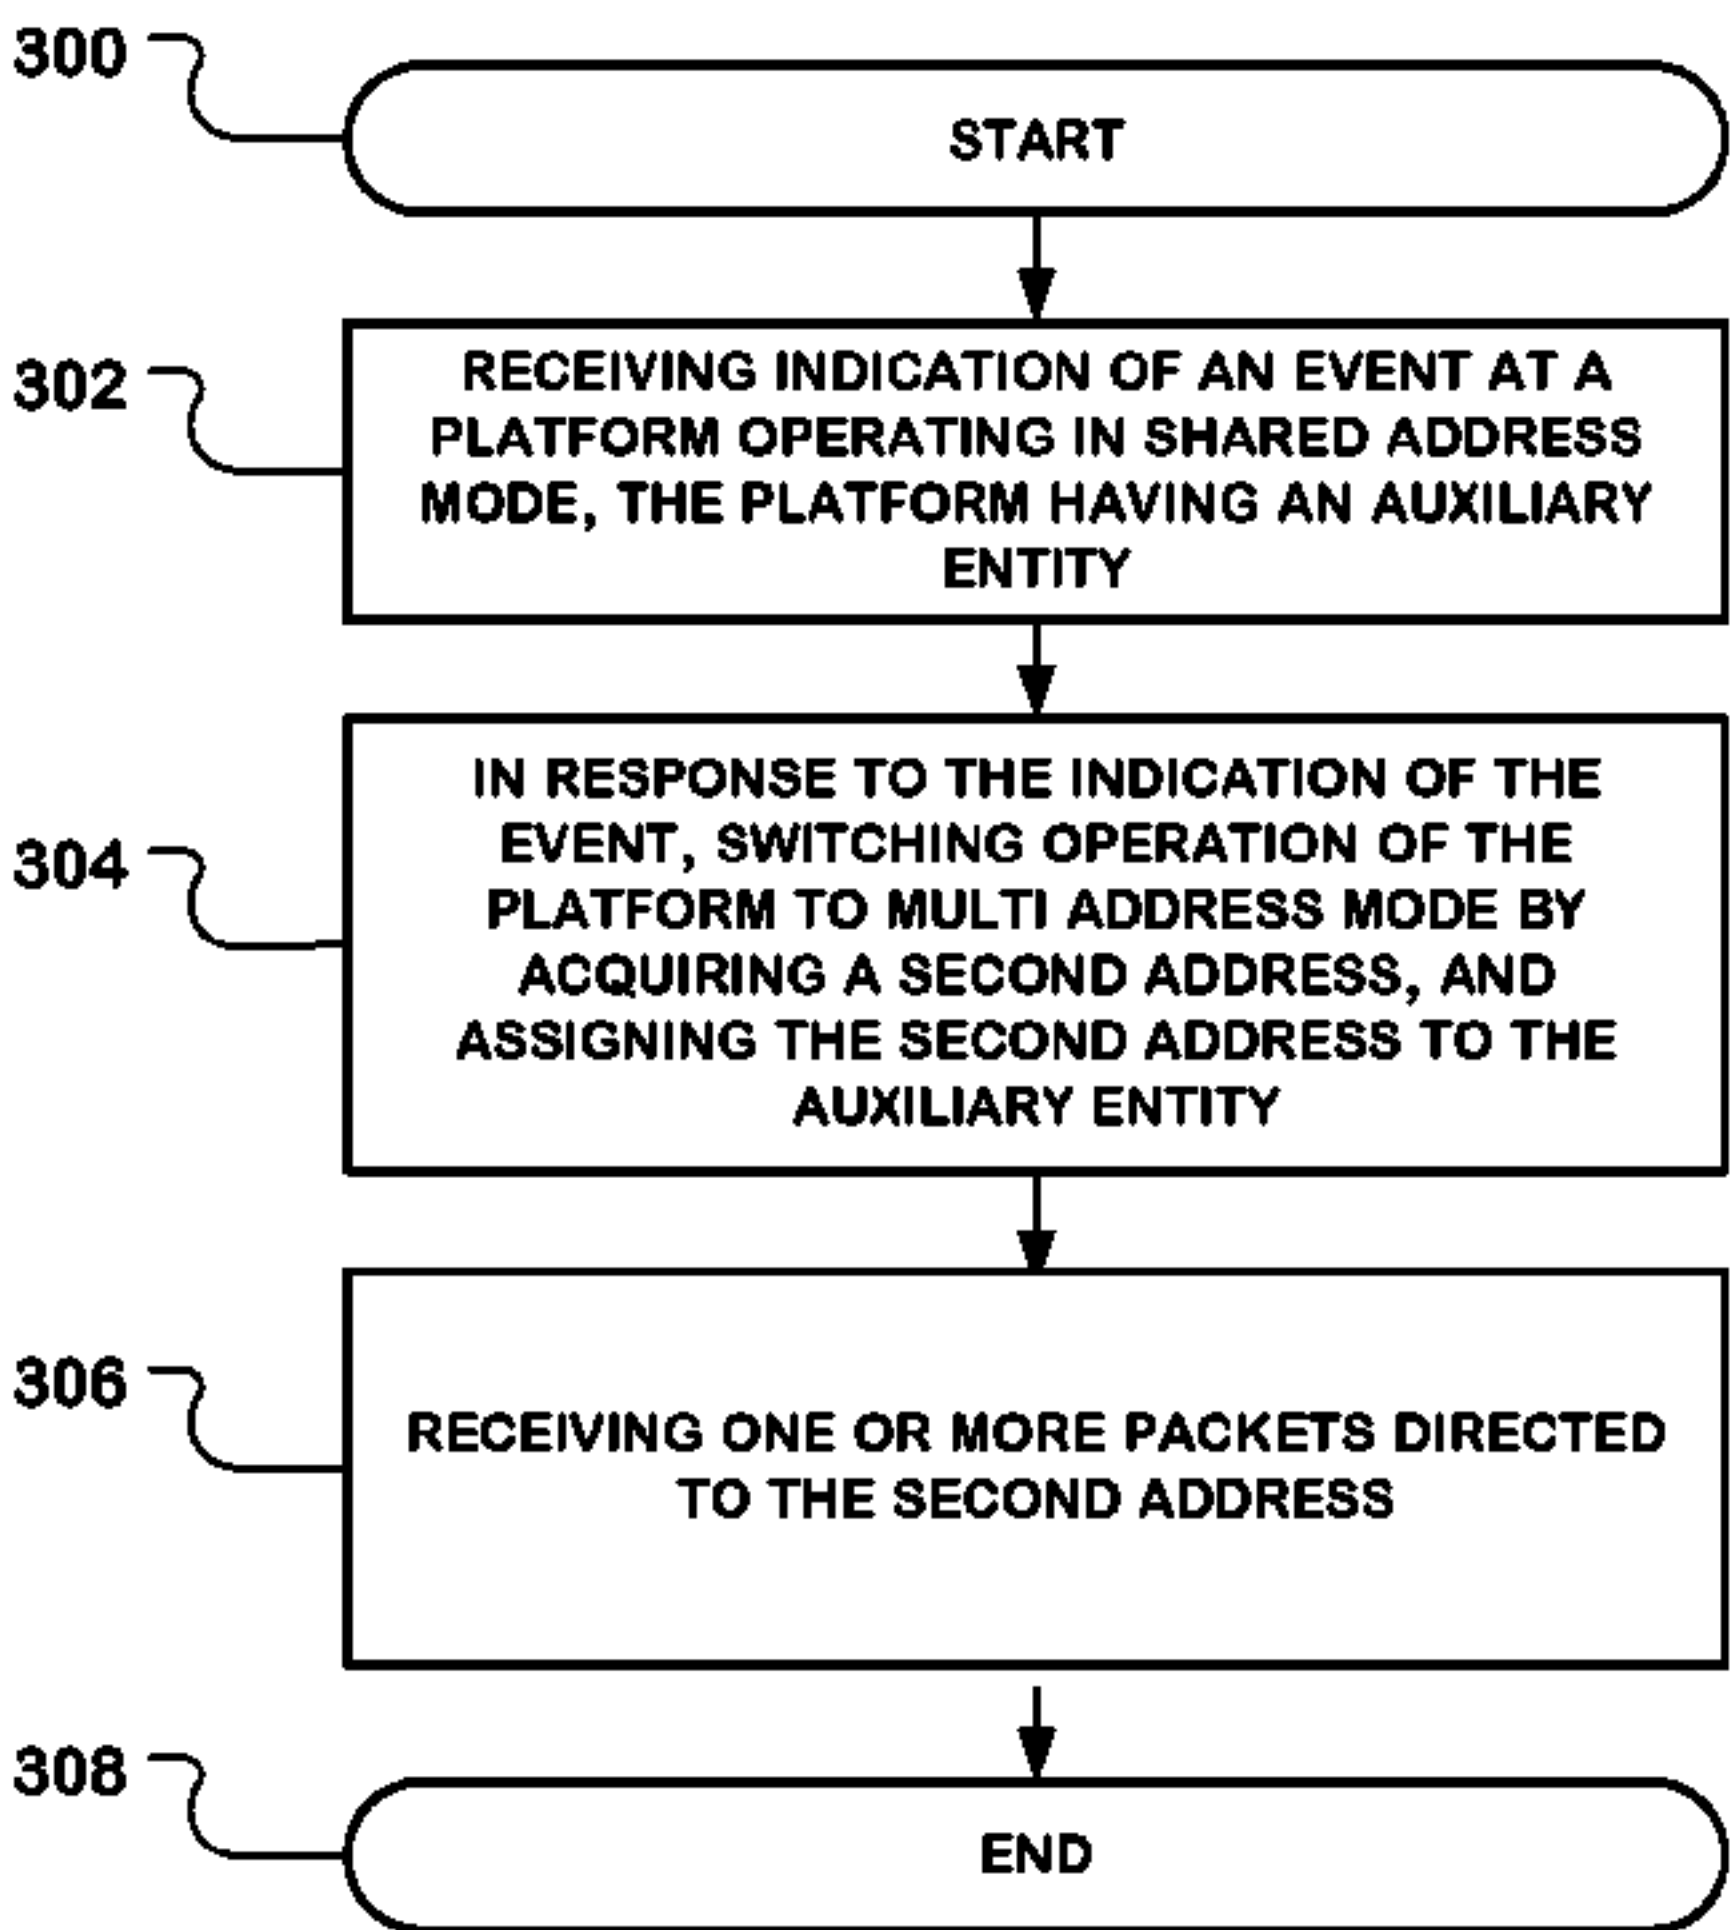 300
START
302
RECEIVING INDICATION OF AN EVENT AT A
PLATFORM OPERATING IN SHARED ADDRESS
MODE, THE PLATFORM HAVING AN AUXILIARY
ENTITY
304
IN RESPONSE TO THE INDICATION OF THE
EVENT, SWITCHING OPERATION OF THE
PLATFORM TO MULTI ADDRESS MODE BY
ACQUIRING A SECOND ADDRESS, AND
ASSIGNING THE SECOND ADDRESS TO THE
AUXILIARY ENTITY
306
RECEIVING ONE OR MORE PACKETS DIRECTED
TO THE SECOND ADDRESS
308
END